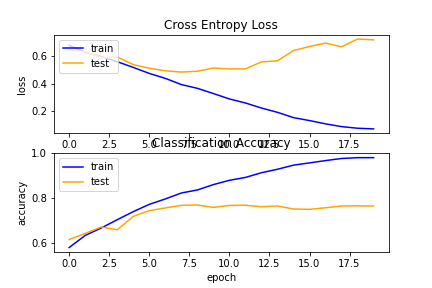 Cross Entropy Loss
train
test
0.6
0.4
0.2
loss
0.0 2.5 5.0 7.5 10.0 12.5 15.0 17.5
Classification Accuracy
train
test
1.0
0.8
0.6
accuracy
0.0 2.5 5.0 7.5 10.0 12.5 15.0 17.5
epoch